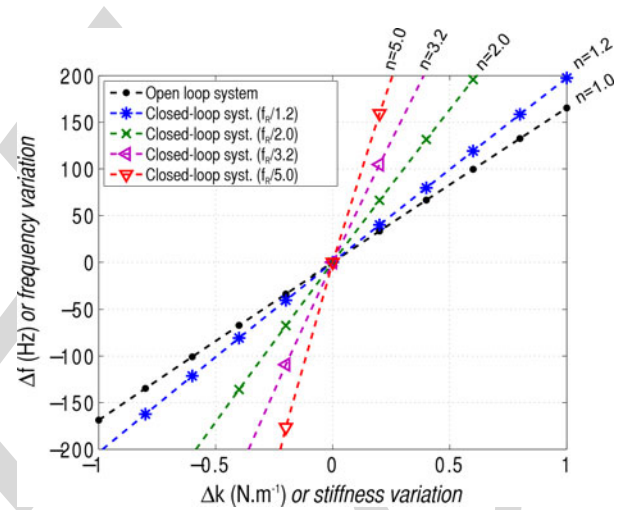 n=5.0
n=3.2
n=2.0
n=1.2
n=1.0
200
150
100
50
0
−50
−100
−150
−200
Open loop system
Closed-loop syst. (fR/1.2)
Closed-loop syst. (fR/2.0)
Closed-loop syst. (fR/3.2)
Closed-loop syst. (fR/5.0)
Δf (Hz) or frequency variation
−1 −0.5 0 0.5 1
Δk (N.m⁻¹) or stiffness variation